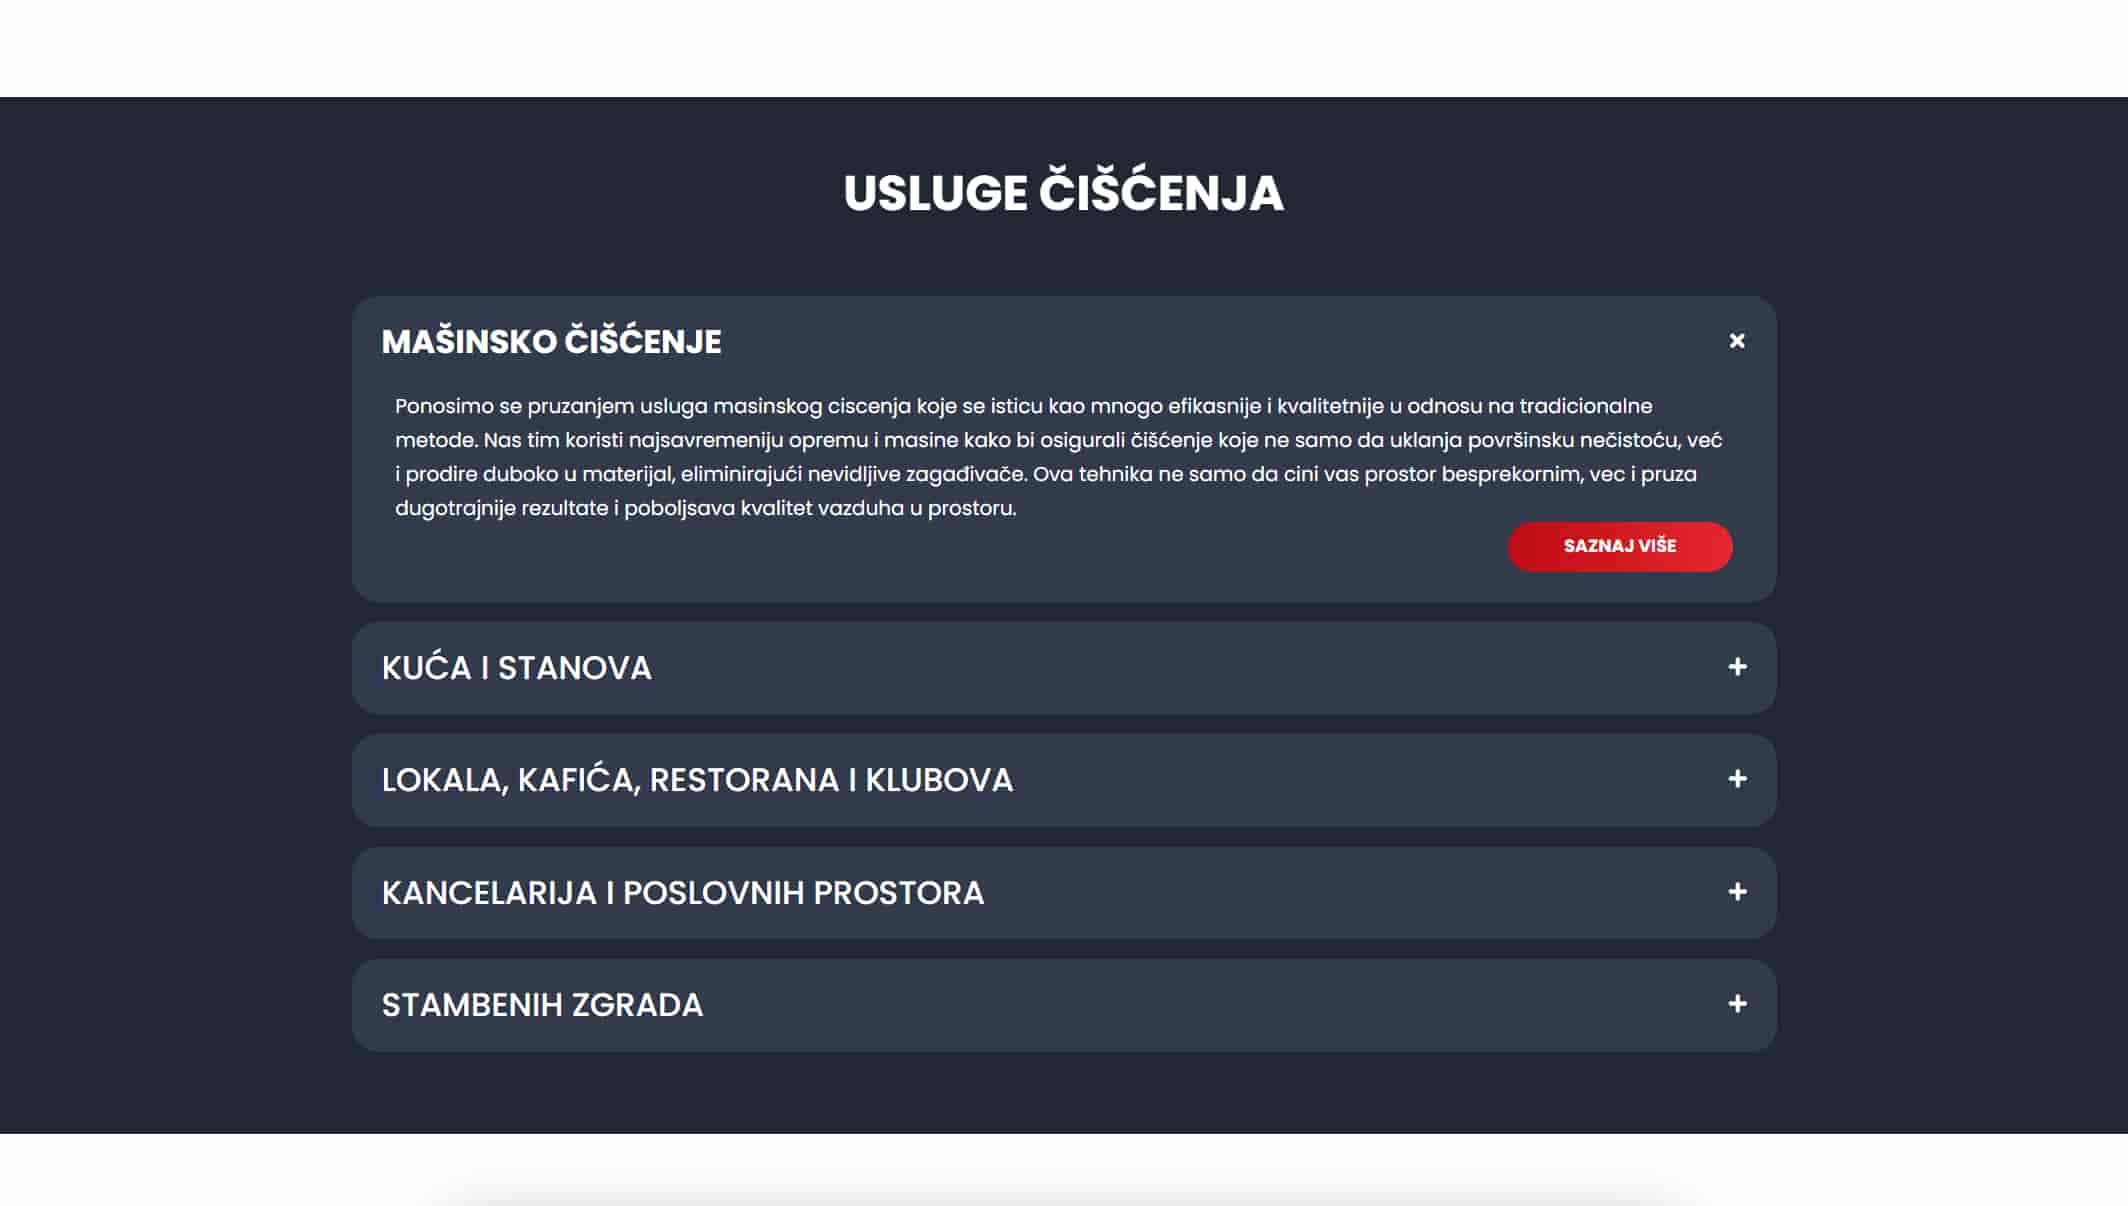 USLUGE ČIŠĆENJA
MAŠINSKO ČIŠĆENJE
Ponosimo se pruzanjem usluga masinskog ciscenja koje se isticu kao mnogo efikasnije i kvalitetnije u odnosu na tradicionalne
metode. Nas tim koristi najsavremeniju opremu i masine kako bi osigurali čišćenje koje ne samo da uklanja površinsku nečistoću, već
i prodire duboko u materijal, eliminirajući nevidljive zagađivače. Ova tehnika ne samo da cini vas prostor besprekornim, vec i pruza
dugotrajnije rezultate i poboljsava kvalitet vazduha u prostoru.
SAZNAJ VIŠE
KUĆA I STANOVA
LOKALA, KAFIĆA, RESTORANA I KLUBOVA
KANCELARIJA I POSLOVNIH PROSTORA
STAMBENIH ZGRADA